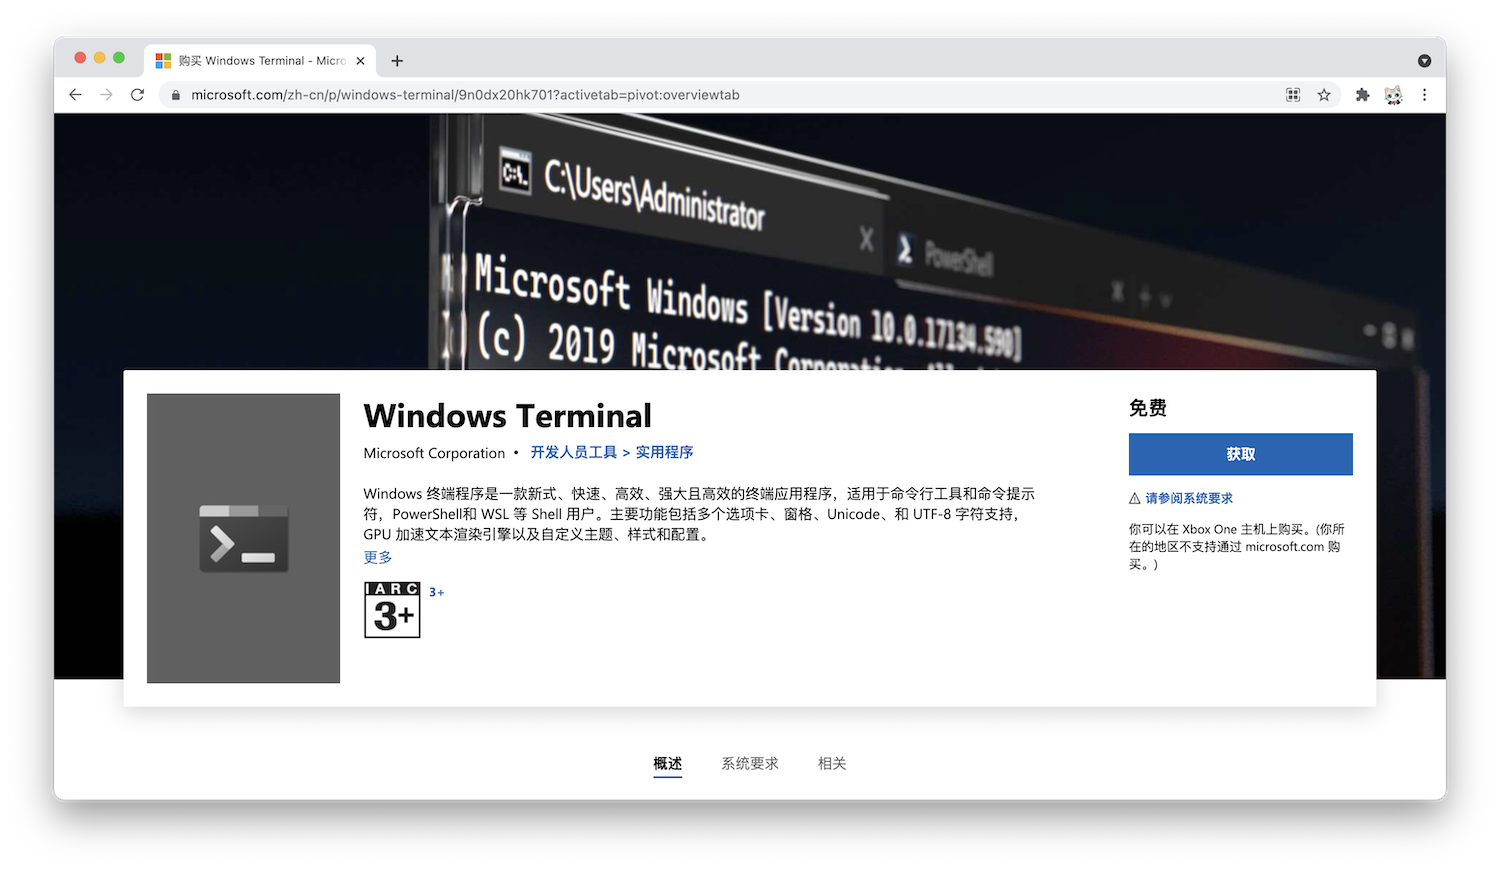 购买 Windows Terminal - Micro
microsoft.com/zh-cn/p/windows-terminal/9n0dx20hk701?activetab=pivot:overviewtab
C:\Users\Administrator
PowerShell
Microsoft Windows [Version 10.0.17134.590]
(c) 2019 Microsoft Corporation.
Windows Terminal
Microsoft Corporation • 开发人员工具 > 实用程序
Windows 终端程序是一款新式、快速、高效、强大且高效的终端应用程序，适用于命令行工具和命令提示
符，PowerShell和 WSL 等 Shell 用户。主要功能包括多个选项卡、窗格、Unicode、和 UTF-8 字符支持，
GPU 加速文本渲染引擎以及自定义主题、样式和配置。
更多
IARC
3+
3+
免费
获取
请参阅系统要求
你可以在 Xbox One 主机上购买。(你所
在的地区不支持通过 microsoft.com 购
买。)
概述 系统要求 相关